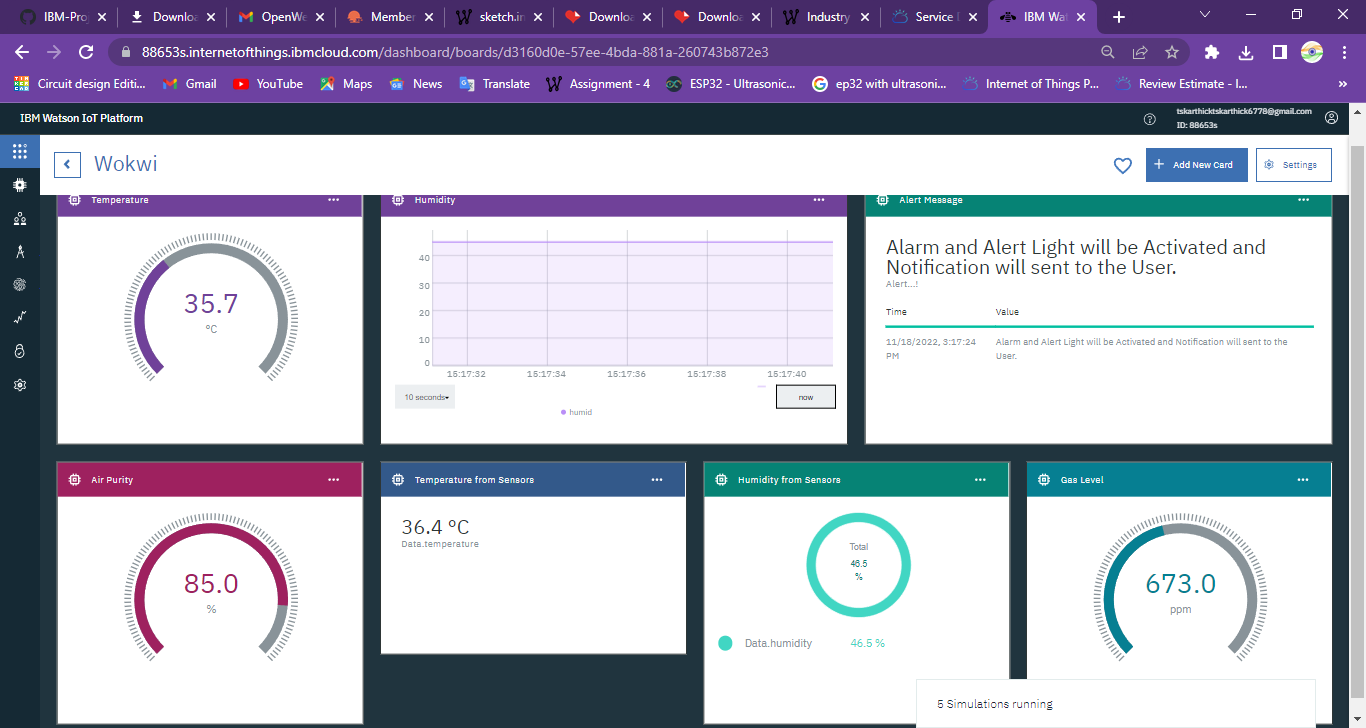 IBM-Pro
Downloa
OpenWe
Member
sketch.in
Downloa
Downloa
Industry
Service
IBM Wat
88653s.internetofthings.ibmcloud.com/dashboard/boards/d3160d0e-57ee-4bda-881a-260743b872e3
Circuit design Editi...
Gmail
YouTube
Maps
News
Translate
Assignment - 4
ESP32 - Ultrasonic...
ep32 with ultrasoni...
Internet of Things P...
Review Estimate - I...
IBM Watson IoT Platform
tskarthicktskarthick6778@gmail.com
ID: 88653s
Wokwi
Add New Card
Settings
Temperature
35.7
°C
Humidity
40
30
20
10
0
15:17:32 15:17:34 15:17:36 15:17:38 15:17:40
10 seconds
now
humid
Alert Message
Alarm and Alert Light will be Activated and
Notification will sent to the User.
Alert...!
Time Value
11/18/2022, 3:17:24 Alarm and Alert Light will be Activated and Notification will sent to the
PM User.
Air Purity
85.0
%
Temperature from Sensors
36.4 °C
Data.temperature
Humidity from Sensors
Total
46.5
%
Data.humidity 46.5 %
Gas Level
673.0
ppm
5 Simulations running